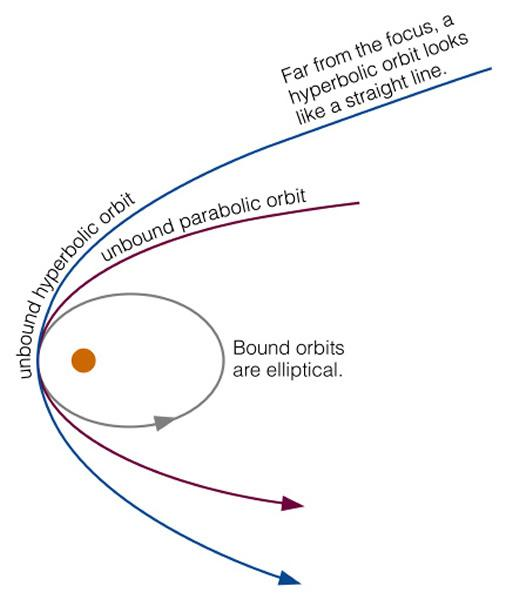 Far from the focus, a
hyperbolic orbit looks
like a straight line.
unbound hyperbolic orbit
unbound parabolic orbit
Bound orbits
are elliptical.